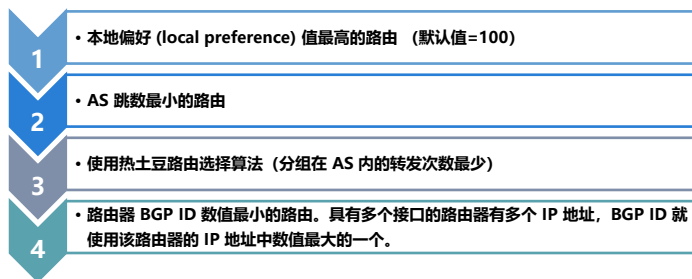 1
• 本地偏好 (local preference) 值最高的路由 （默认值=100）
2
• AS 跳数最小的路由
3
• 使用热土豆路由选择算法（分组在 AS 内的转发次数最少）
4
• 路由器 BGP ID 数值最小的路由。具有多个接口的路由器有多个 IP 地址，BGP ID 就
使用该路由器的 IP 地址中数值最大的一个。